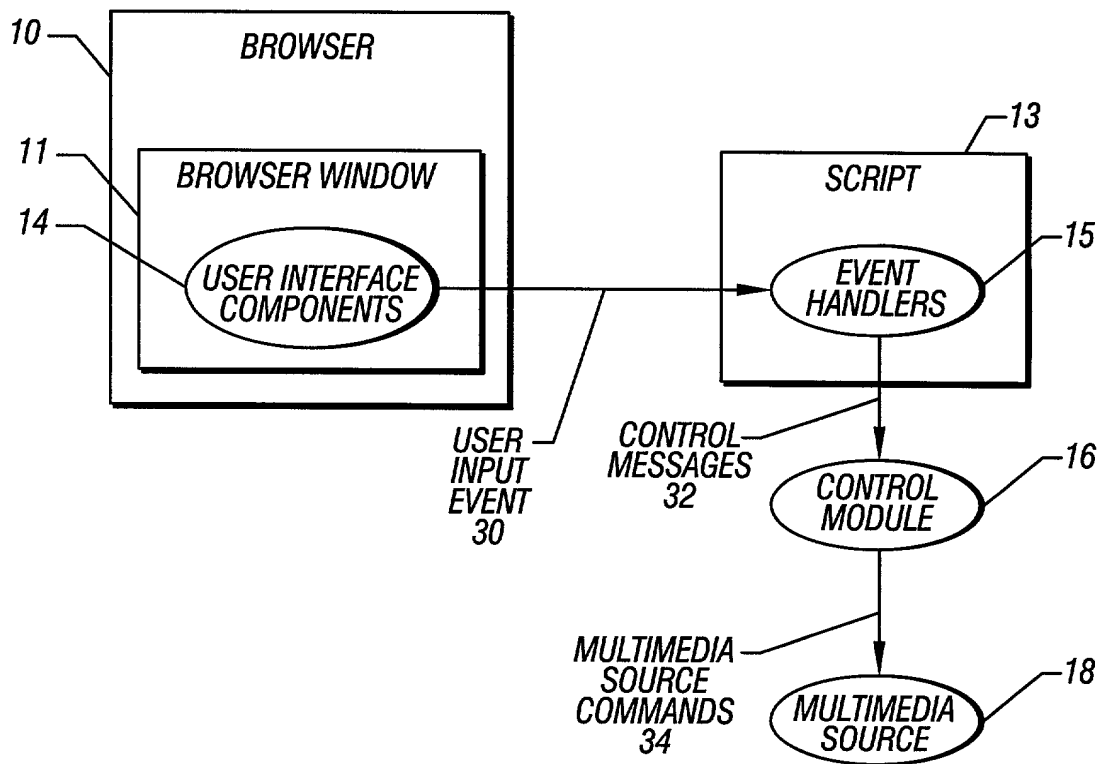 10
BROWSER
11
BROWSER WINDOW
14
USER INTERFACE
COMPONENTS
13
SCRIPT
15
EVENT
HANDLERS
USER
INPUT
EVENT
30
CONTROL
MESSAGES
32
16
CONTROL
MODULE
MULTIMEDIA
SOURCE
COMMANDS
34
18
MULTIMEDIA
SOURCE